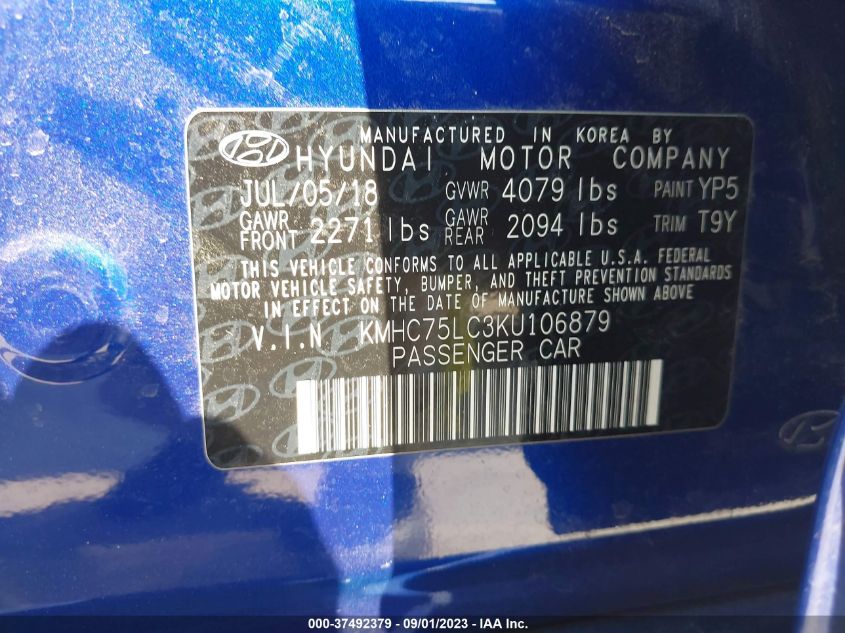 MANUFACTURED IN KOREA BY
HYUNDAI MOTOR COMPANY
JUL/05/18 GVWR 4079 lbs PAINT YP5
GAWR FRONT 2271 lbs GAWR REAR 2094 lbs TRIM T9Y
THIS VEHICLE CONFORMS TO ALL APPLICABLE U.S.A. FEDERAL
MOTOR VEHICLE SAFETY, BUMPER, AND THEFT PREVENTION STANDARDS
IN EFFECT ON THE DATE OF MANUFACTURE SHOWN ABOVE
V.I.N KMHC75LC3KU106879
PASSENGER CAR
000-37492379 - 09/01/2023 - IAA Inc.